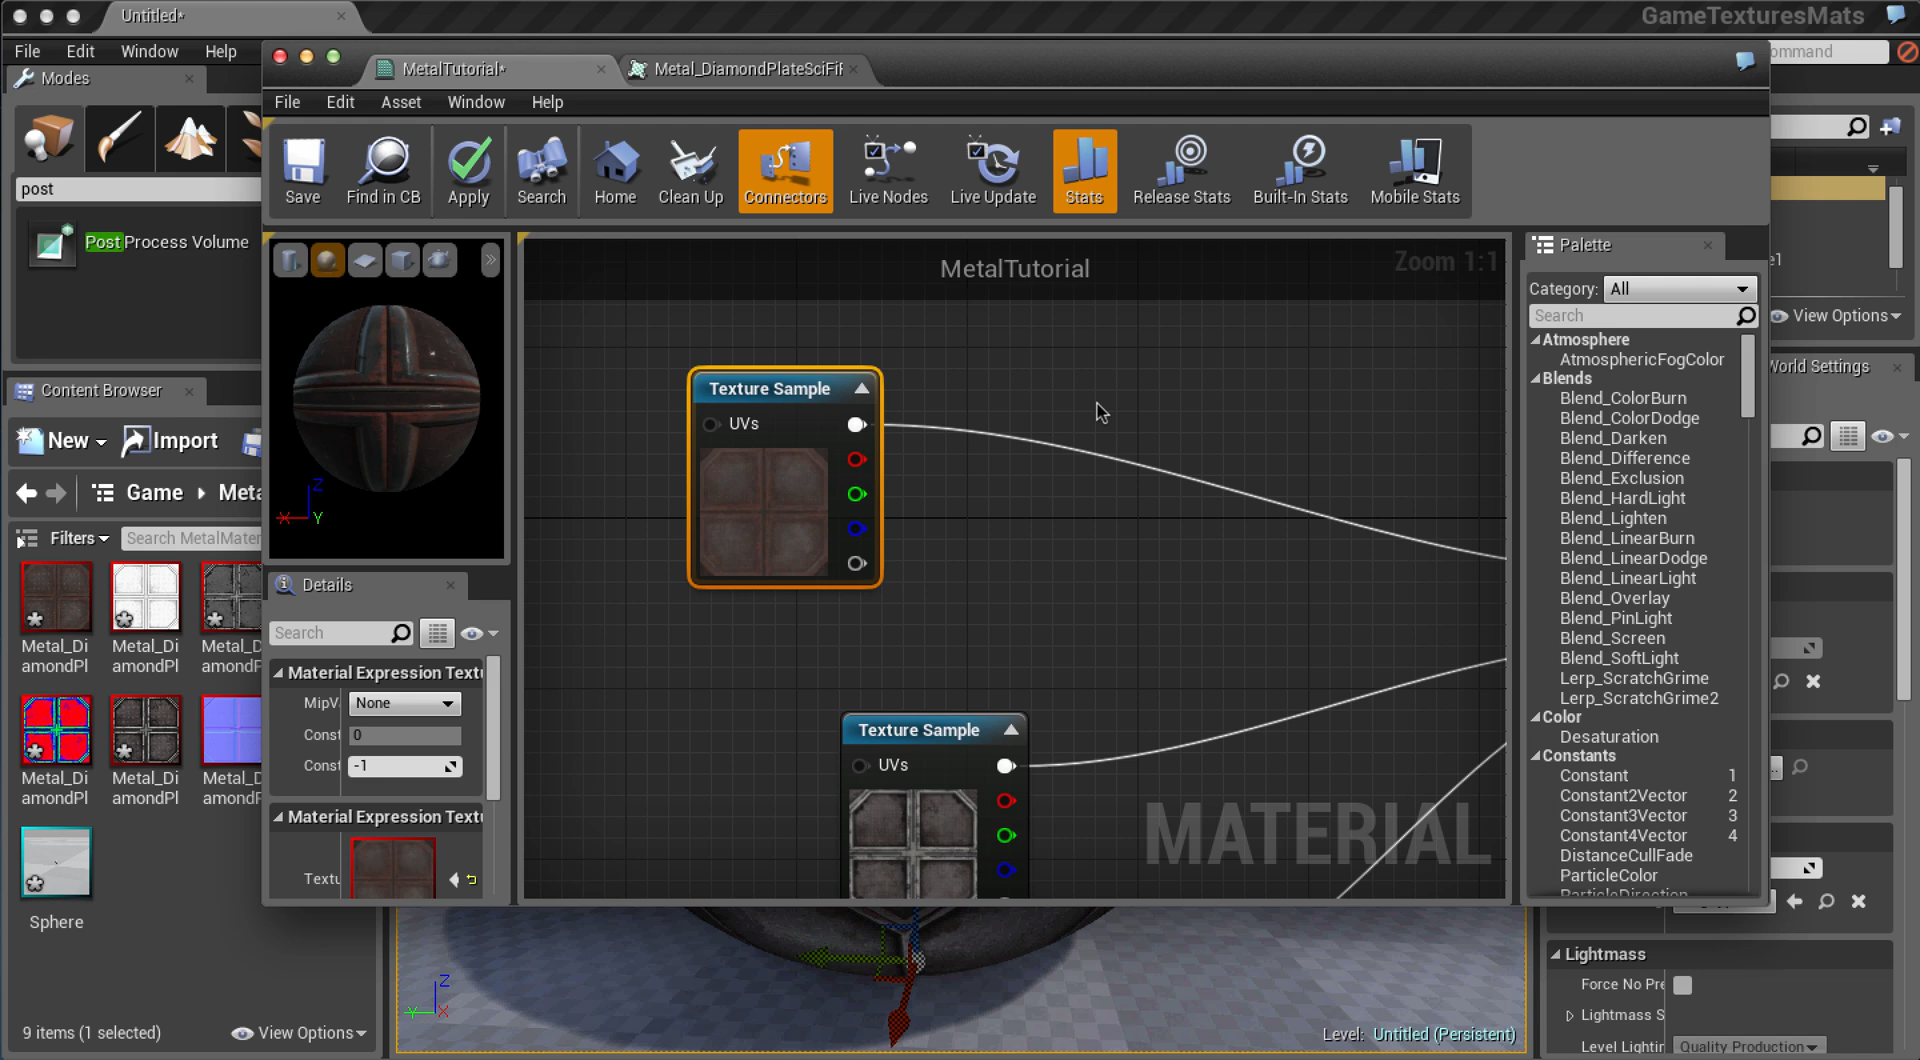 Untitled*
GameTexturesMats
File Edit Window Help
ommand
Modes
post
Post Process Volume
Content Browser
New
Import
Game
Meta
Filters
Search MetalMater
Metal_Di
amondPl
Metal_Di
amondPl
Metal_D
amondPl
Metal_Di
amondPl
Metal_Di
amondPl
Metal_D
amondPl
Sphere
9 items (1 selected)
View Options
MetalTutorial*
Metal_DiamondPlateSciFiF
File Edit Asset Window Help
Save
Find in CB
Apply
Search
Home
Clean Up
Connectors
Live Nodes
Live Update
Stats
Release Stats
Built-In Stats
Mobile Stats
Z
X
Y
Details
Search
Material Expression Textu
MipV
None
Const
0
Const
-1
Material Expression Textu
Textu
MetalTutorial
Zoom 1:1
Texture Sample
UVs
Texture Sample
UVs
MATERIAL
Palette
Category:
All
Search
Atmosphere
AtmosphericFogColor
Blends
Blend_ColorBurn
Blend_ColorDodge
Blend_Darken
Blend_Difference
Blend_Exclusion
Blend_HardLight
Blend_Lighten
Blend_LinearBurn
Blend_LinearDodge
Blend_LinearLight
Blend_Overlay
Blend_PinLight
Blend_Screen
Blend_SoftLight
Lerp_ScratchGrime
Lerp_ScratchGrime2
Color
Desaturation
Constants
Constant 1
Constant2Vector 2
Constant3Vector 3
Constant4Vector 4
DistanceCullFade
ParticleColor
ParticleDirection
e1
View Options
World Settings
Lightmass
Force No Pre
Lightmass S
Level Lightin
Quality Production
Z
Y
X
Level: Untitled (Persistent)